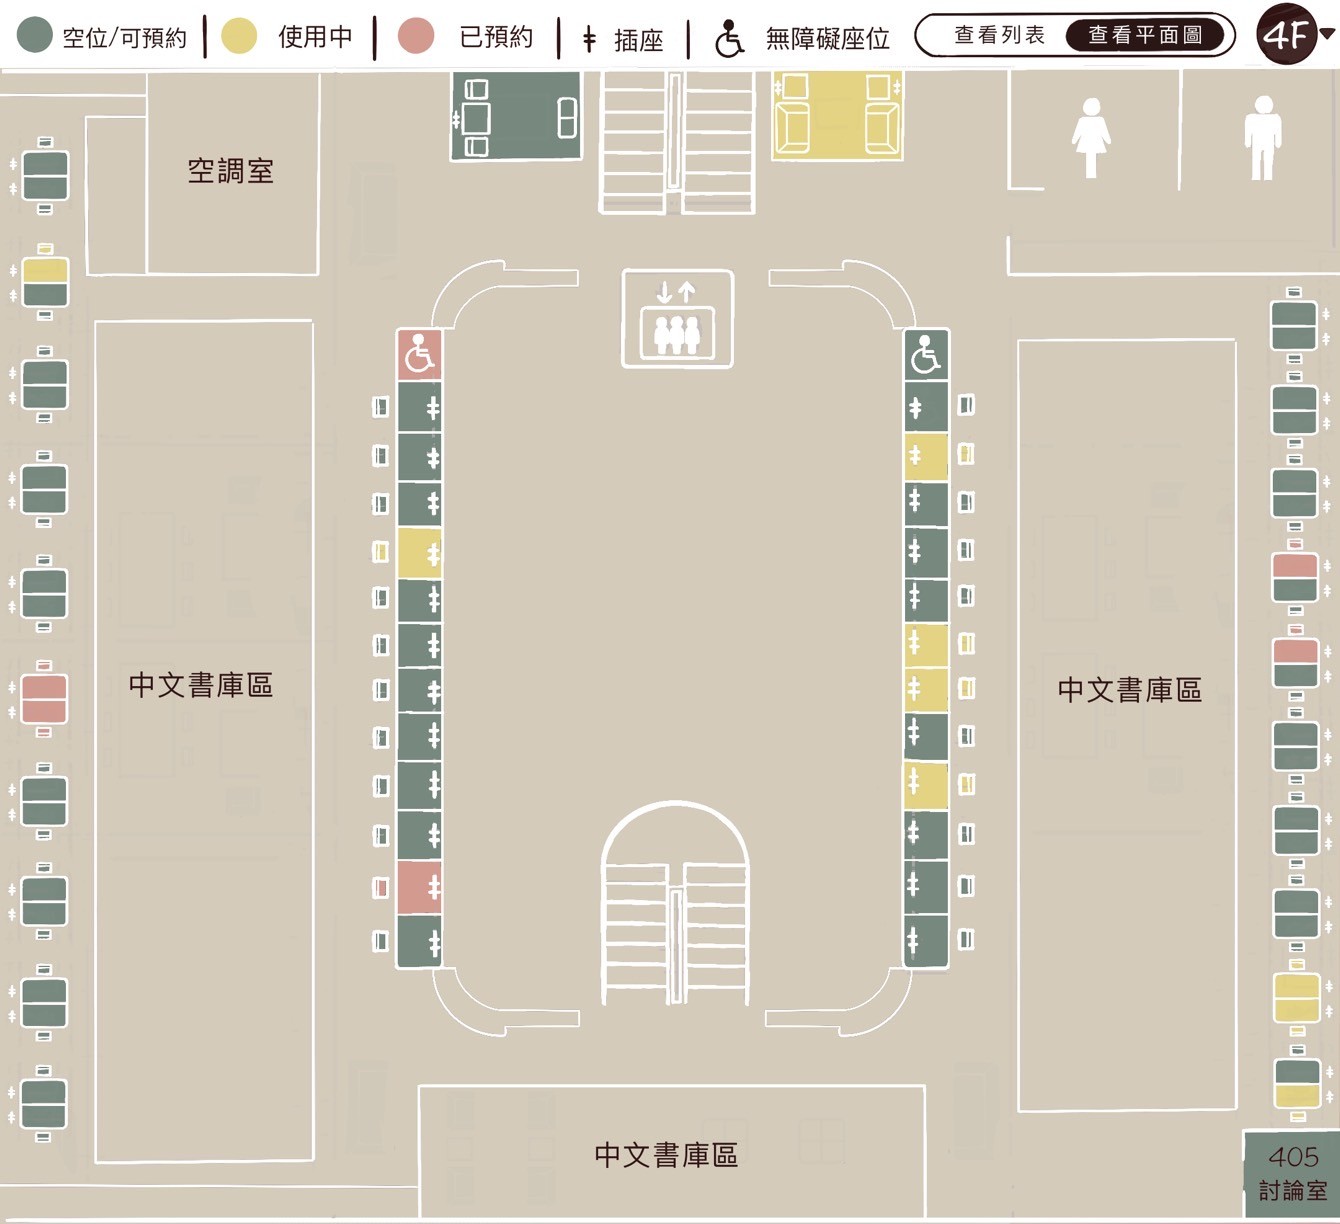 空位/可預約
使用中
已預約
插座
無障礙座位
查看列表
查看平面圖
4F
空調室
中文書庫區
中文書庫區
中文書庫區
405
討論室